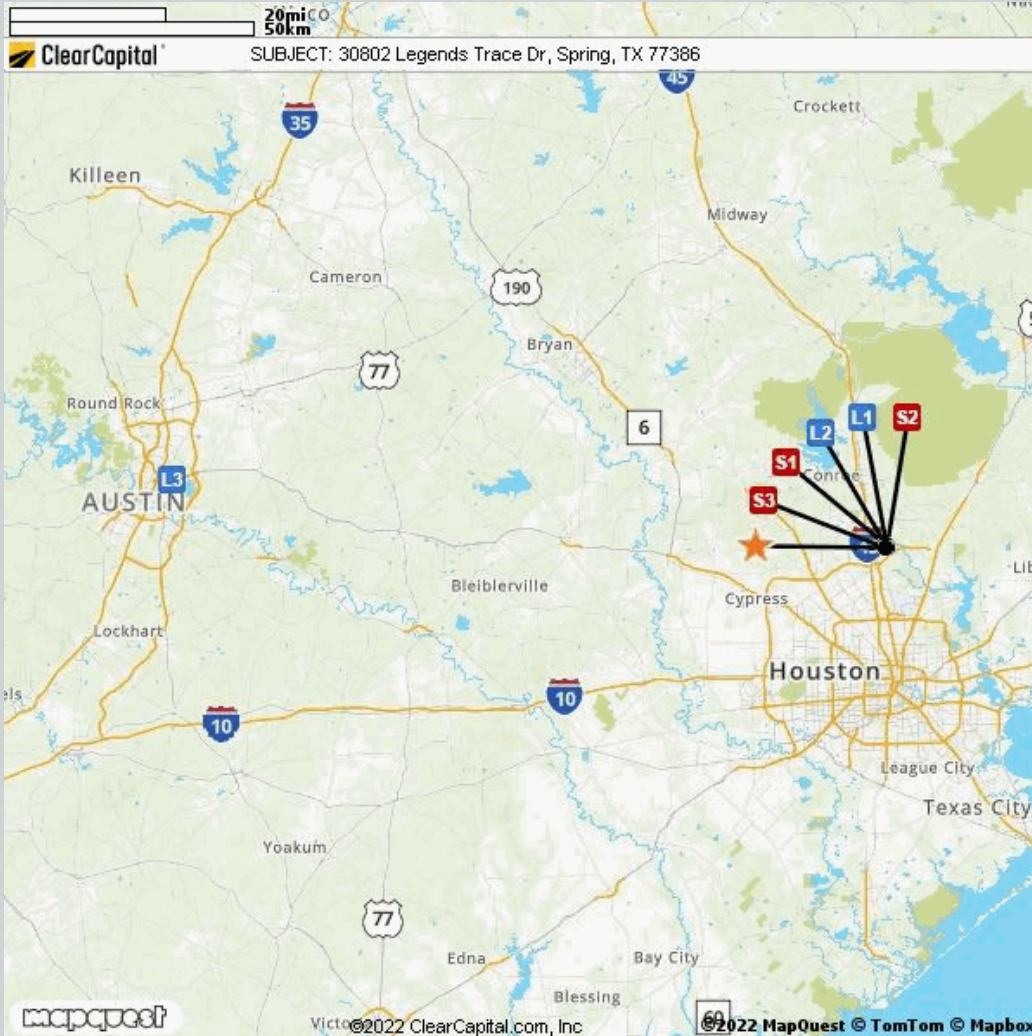 20mi
50km
ClearCapital
SUBJECT: 30802 Legends Trace Dr, Spring, TX 77386
45
Crockett
35
Killeen
Midway
Cameron
190
Bryan
77
Round Rock
6
L2
L1
S2
S1
Conroe
L3
S3
AUSTIN
Bleiblerville
Cypress
Lockhart
Houston
10
10
League City
Texas City
Yoakum
77
Edna
Bay City
Blessing
mapquest
©2022 ClearCapital.com, Inc
©2022 MapQuest © TomTom © Mapbox